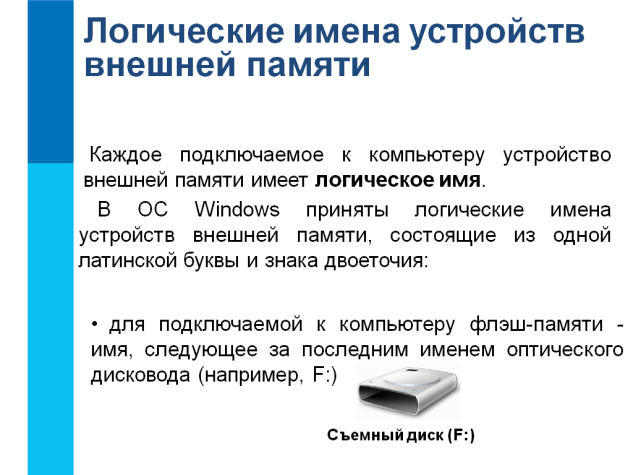 Логические имена устройств
внешней памяти
Каждое подключаемое к компьютеру устройство
внешней памяти имеет логическое имя.
В ОС Windows приняты логические имена
устройств внешней памяти, состоящие из одной
латинской буквы и знака двоеточия:
• для подключаемой к компьютеру флэш-памяти -
имя, следующее за последним именем оптического
дисковода (например, F:)
Съемный диск (F:)